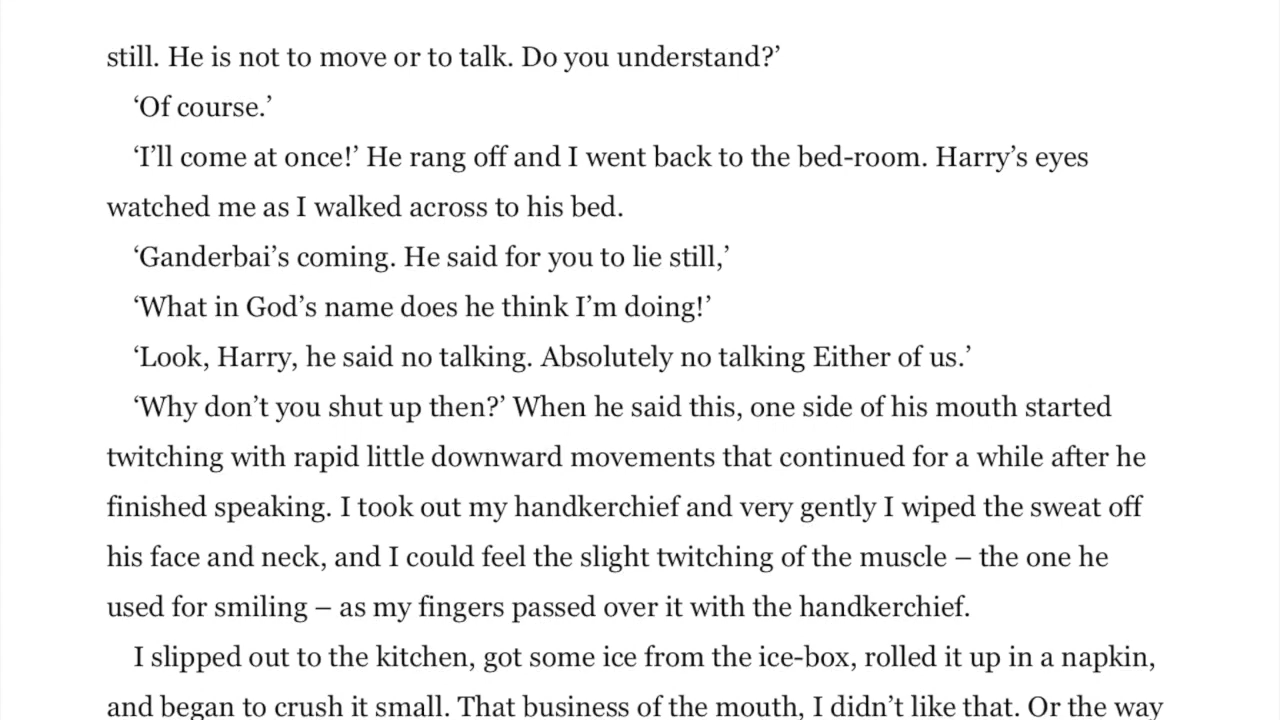 still. He is not to move or to talk. Do you understand?’
‘Of course.’
‘I’ll come at once!’ He rang off and I went back to the bed-room. Harry’s eyes
watched me as I walked across to his bed.
‘Ganderbai’s coming. He said for you to lie still,’
‘What in God’s name does he think I’m doing!’
‘Look, Harry, he said no talking. Absolutely no talking Either of us.’
‘Why don’t you shut up then?’ When he said this, one side of his mouth started
twitching with rapid little downward movements that continued for a while after he
finished speaking. I took out my handkerchief and very gently I wiped the sweat off
his face and neck, and I could feel the slight twitching of the muscle – the one he
used for smiling – as my fingers passed over it with the handkerchief.
I slipped out to the kitchen, got some ice from the ice-box, rolled it up in a napkin,
and began to crush it small. That business of the mouth, I didn’t like that. Or the way